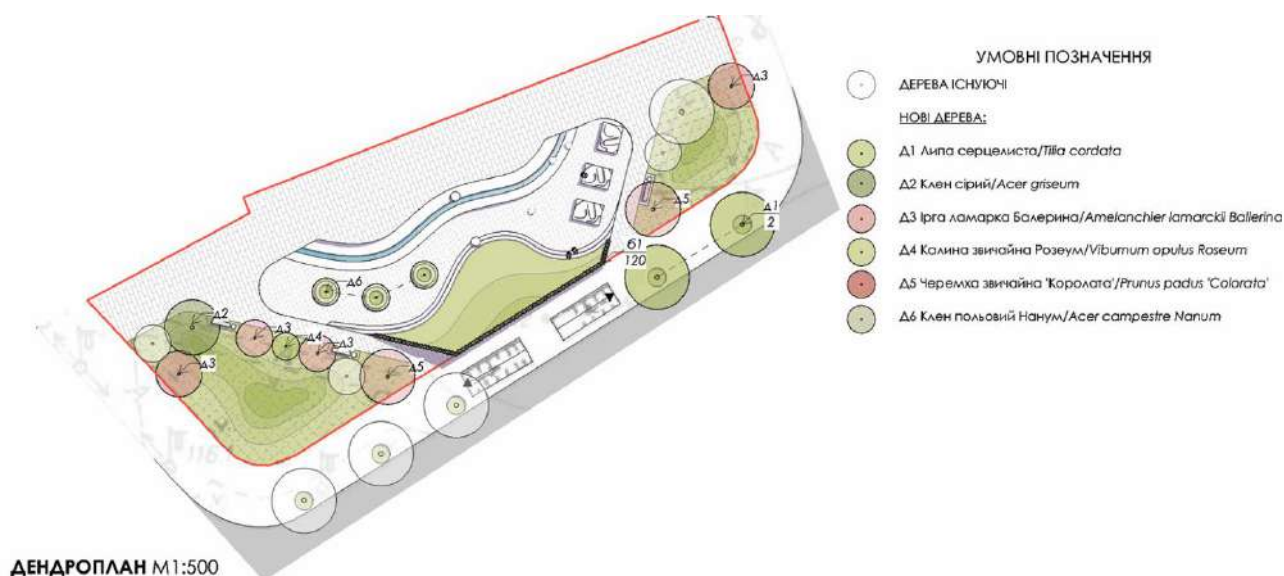 УМОВНІ ПОЗНАЧЕННЯ
ДЕРЕВА ІСНУЮЧІ
НОВІ ДЕРЕВА:
Д1 Липа серцелиста/Tilia cordata
Д2 Клен сірий/Acer griseum
Д3 Ірга ламарка Балерина/Amelanchier lamarckii Ballerina
Д4 Калина звичайна Розеум/Viburnum opulus Roseum
Д5 Черемха звичайна 'Королата'/Prunus padus 'Colorata'
Д6 Клен польовий Нанум/Acer campestre Nanum
Д3
Д5
Д1
2
б1
120
Д6
Д2
Д3
Д4
Д3
Д3
Д5
116
ДЕНДРОПЛАН М1:500